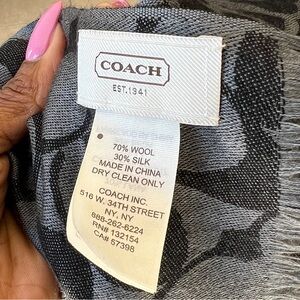 COACH
EST.1941
70% WOOL
30% SILK
MADE IN CHINA
DRY CLEAN ONLY
COACH INC.
516 W. 34TH STREET
NY, NY
688-262-6224
RN# 132154
CA# 57398